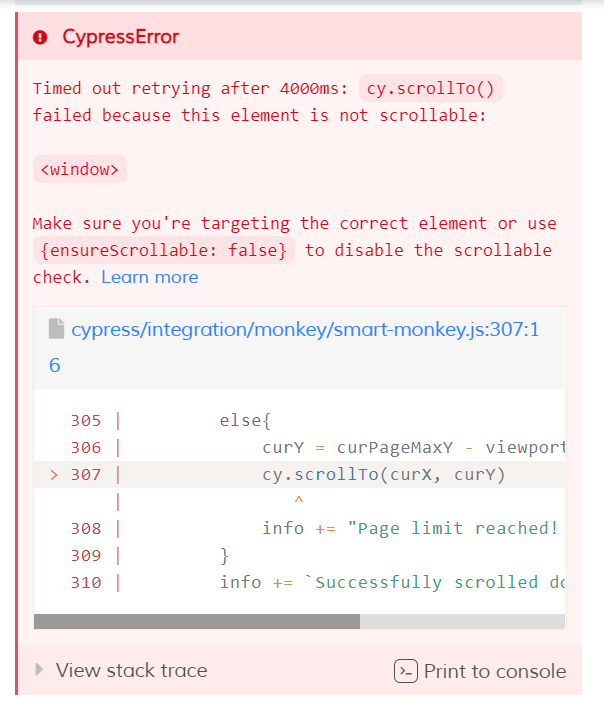 CypressError
Timed out retrying after 4000ms: cy.scrollTo()
failed because this element is not scrollable:
<window>
Make sure you're targeting the correct element or use
{ensureScrollable: false} to disable the scrollable
check. Learn more
cypress/integration/monkey/smart-monkey.js:307:1
6
305 | else{
306 | curY = curPageMaxY - viewport
> 307 | cy.scrollTo(curX, curY)
| ^
308 | info += "Page limit reached!
309 | }
310 | info += `Successfully scrolled do
View stack trace
>_ Print to console